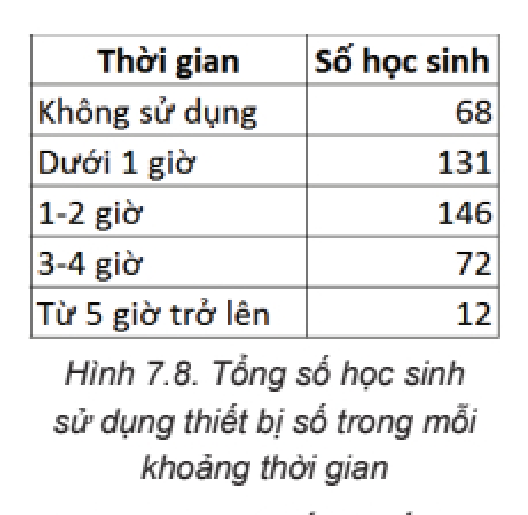 Thời gian Số học sinh
Không sử dụng 68
Dưới 1 giờ 131
1-2 giờ 146
3-4 giờ 72
Từ 5 giờ trở lên 12
Hình 7.8. Tổng số học sinh
sử dụng thiết bị số trong mỗi
khoảng thời gian